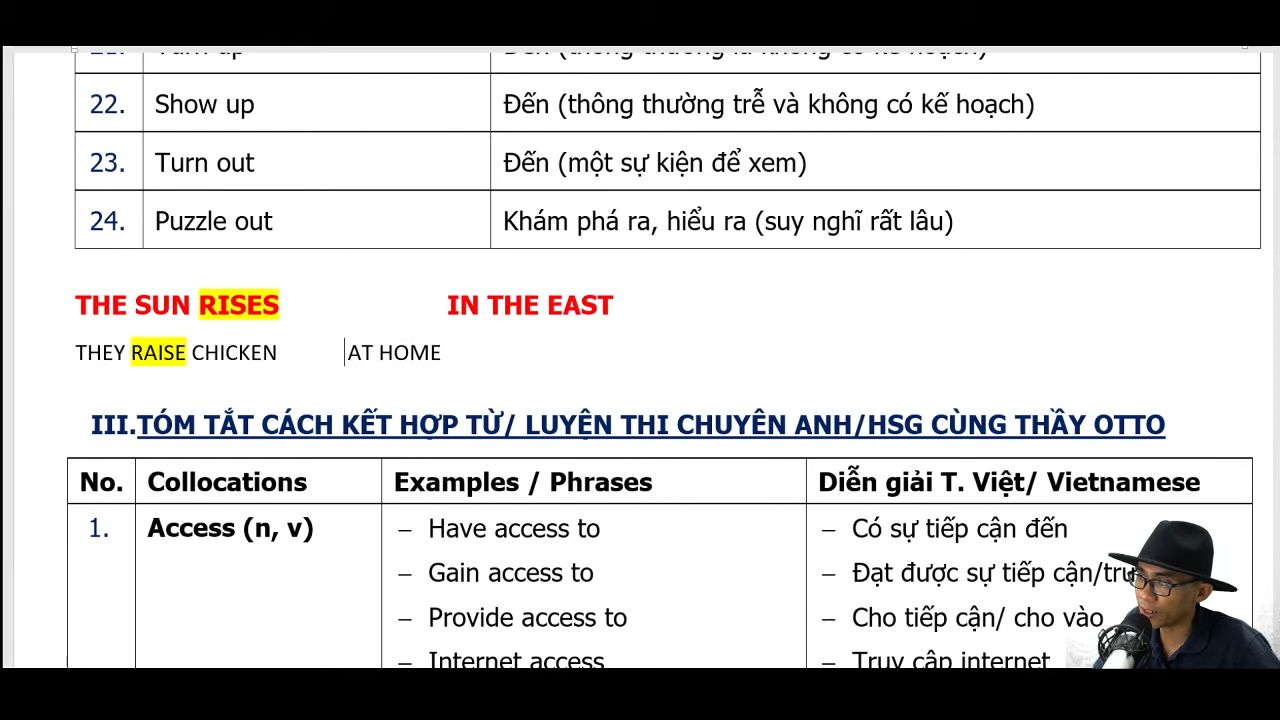 22. Show up Đến (thông thường trễ và không có kế hoạch)
23. Turn out Đến (một sự kiện để xem)
24. Puzzle out Khám phá ra, hiểu ra (suy nghĩ rất lâu)
THE SUN RISES IN THE EAST
THEY RAISE CHICKEN AT HOME
III.TÓM TẮT CÁCH KẾT HỢP TỪ/ LUYỆN THI CHUYÊN ANH/HSG CÙNG THẦY OTTO
No. Collocations Examples / Phrases Diễn giải T. Việt/ Vietnamese
1. Access (n, v) – Have access to – Có sự tiếp cận đến
– Gain access to – Đạt được sự tiếp cận/
– Provide access to – Cho tiếp cận/ cho vào
– Internet access – Truy cập internet